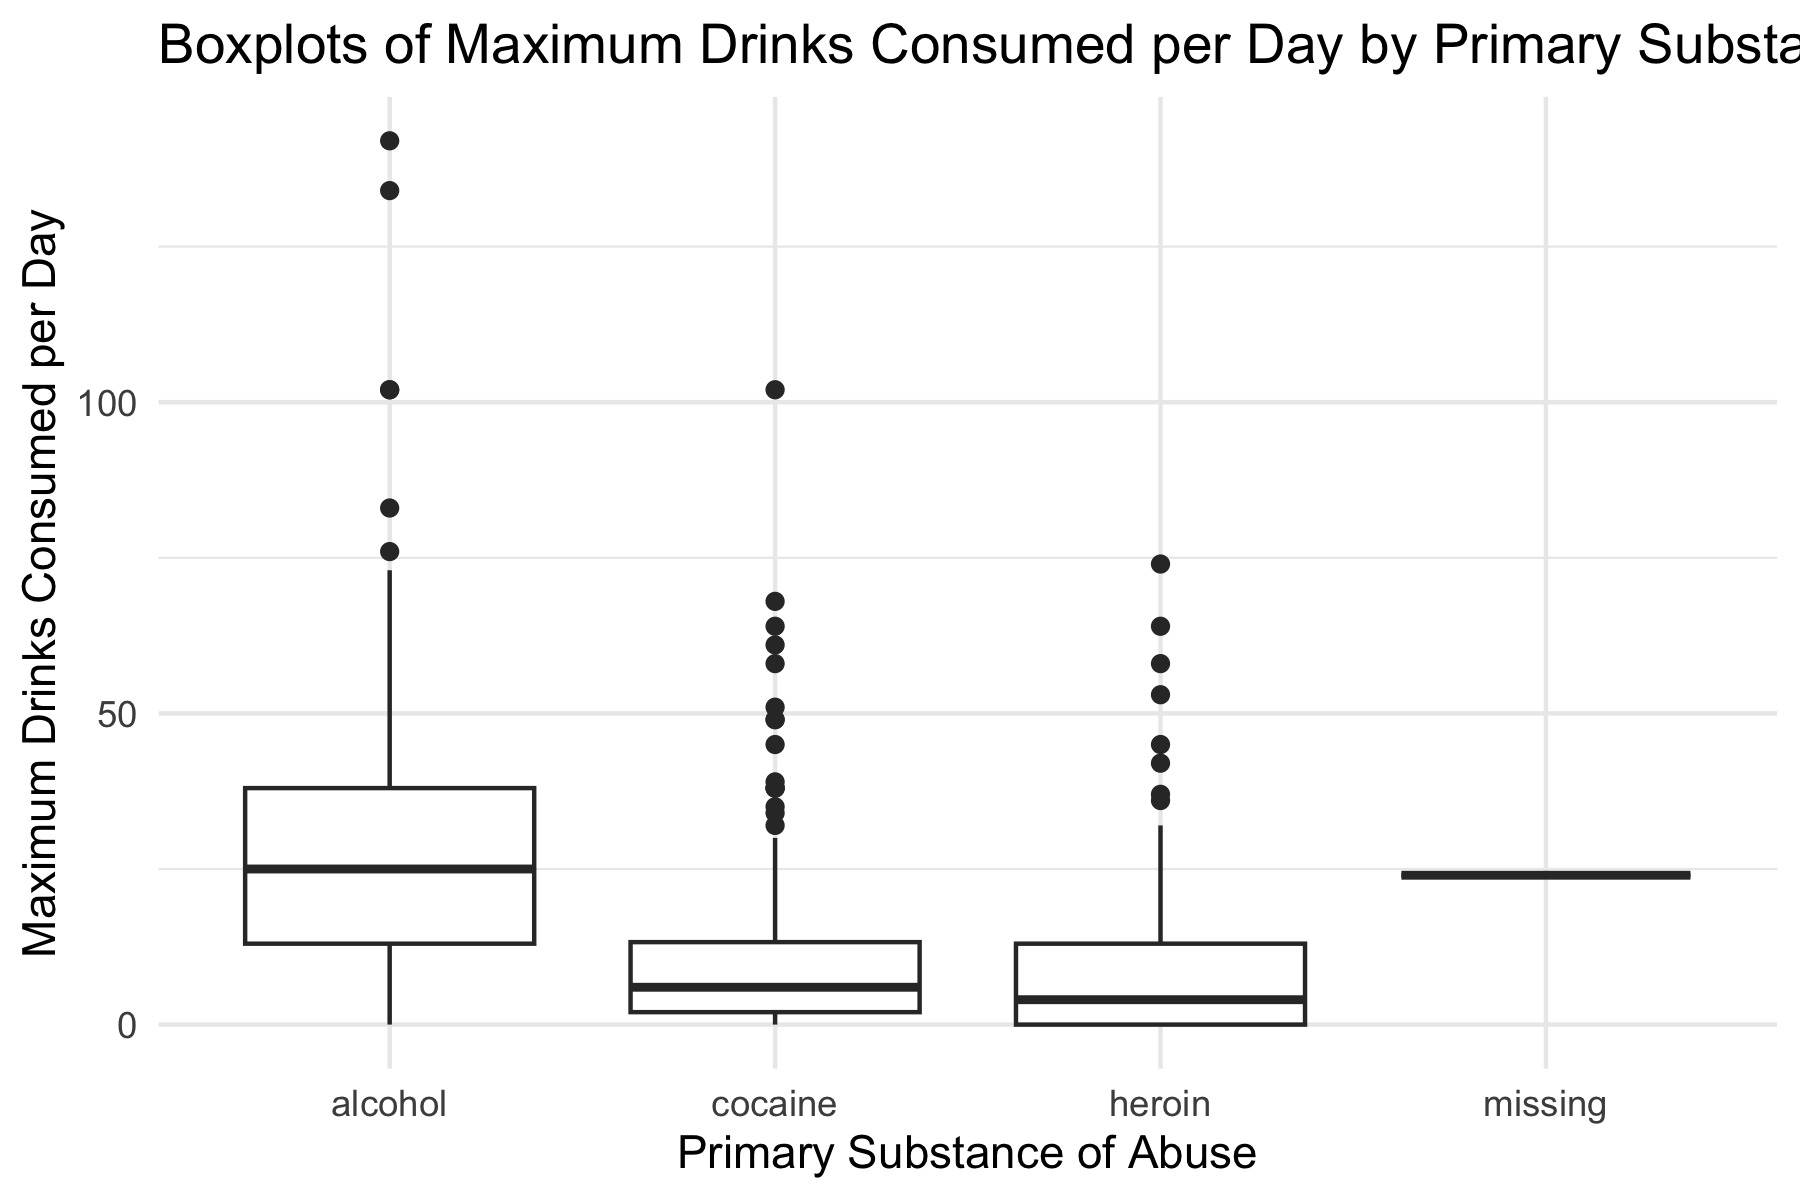 Boxplots of Maximum Drinks Consumed per Day by Primary Substa
Maximum Drinks Consumed per Day
100
50
0
alcohol cocaine heroin missing
Primary Substance of Abuse